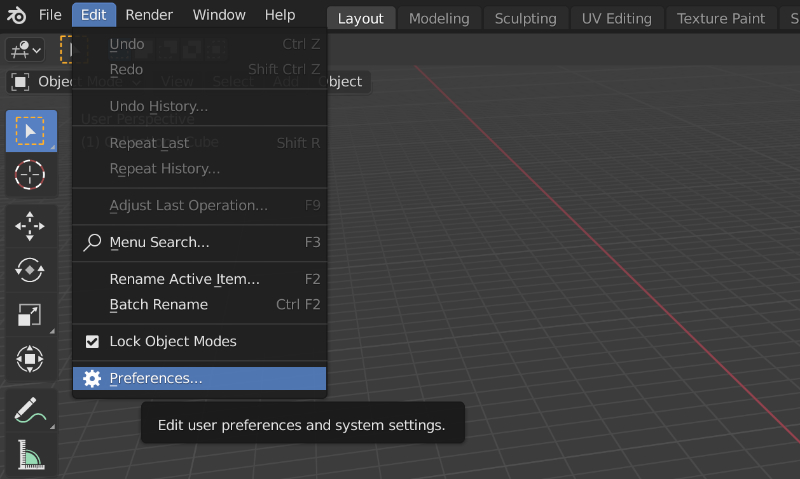 File Edit Render Window Help Layout Modeling Sculpting UV Editing Texture Paint S
Undo Ctrl Z
Object Mode View Select Add Object
Redo Shift Ctrl Z
Undo History...
User Perspective
(1) Collection | Cube
Repeat Last Shift R
Repeat History...
Adjust Last Operation... F9
Menu Search... F3
Rename Active Item... F2
Batch Rename Ctrl F2
Lock Object Modes
Preferences...
Edit user preferences and system settings.